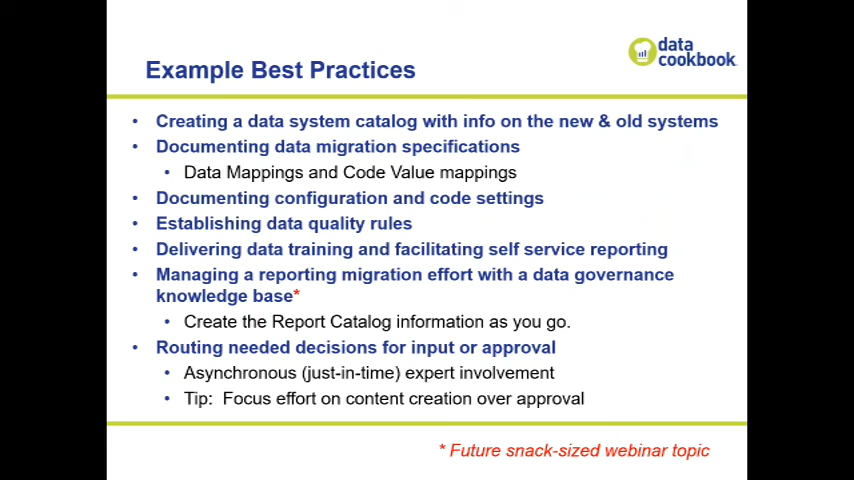 data
cookbook
Example Best Practices
• Creating a data system catalog with info on the new & old systems
• Documenting data migration specifications
• Data Mappings and Code Value mappings
• Documenting configuration and code settings
• Establishing data quality rules
• Delivering data training and facilitating self service reporting
• Managing a reporting migration effort with a data governance
knowledge base*
• Create the Report Catalog information as you go.
• Routing needed decisions for input or approval
• Asynchronous (just-in-time) expert involvement
• Tip: Focus effort on content creation over approval
* Future snack-sized webinar topic